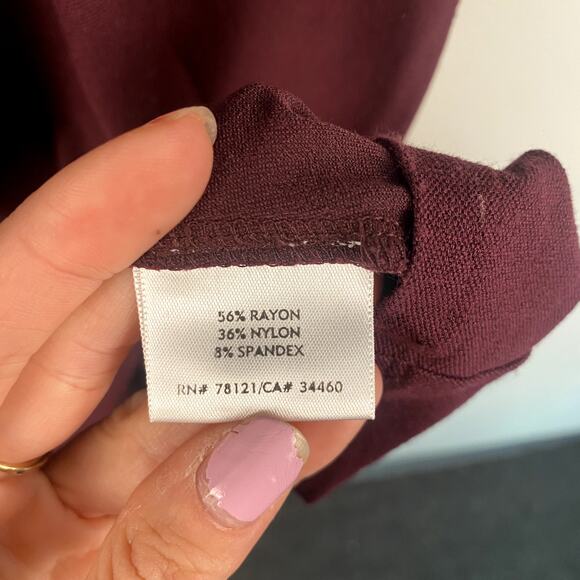 56% RAYON
36% NYLON
8% SPANDEX
RN# 78121/CA# 34460